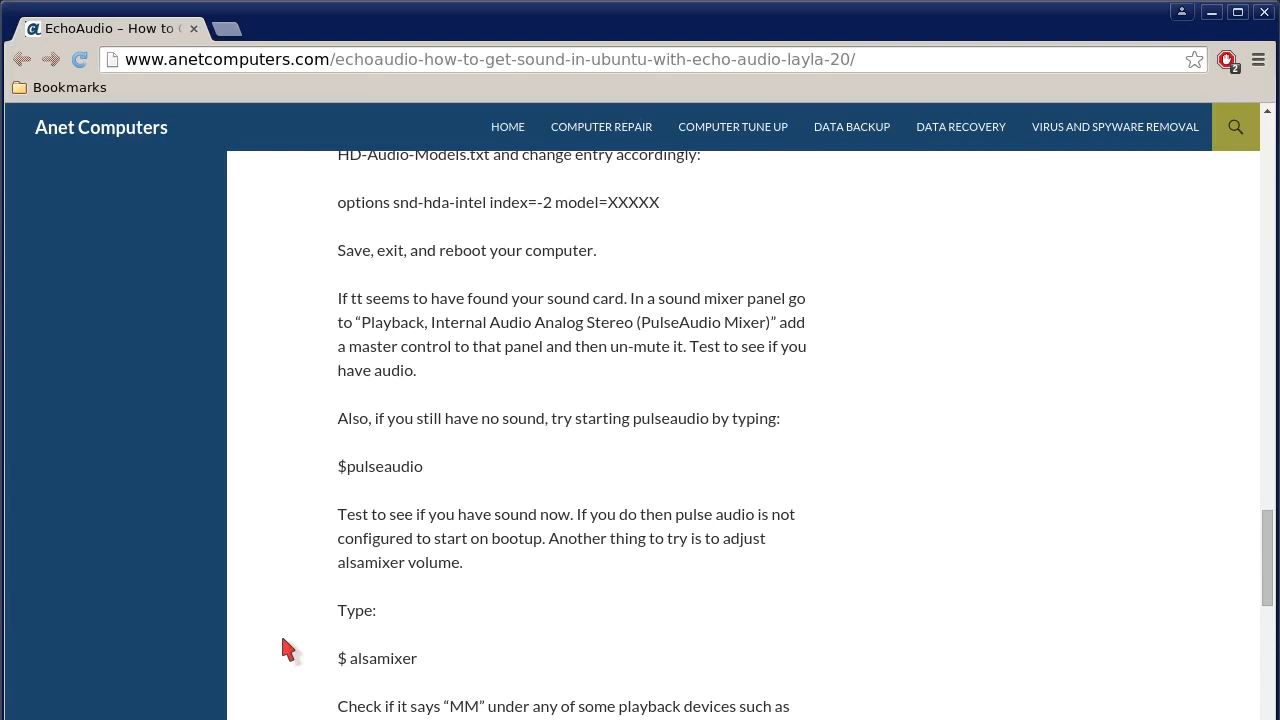 EchoAudio – How to
www.anetcomputers.com/echoaudio-how-to-get-sound-in-ubuntu-with-echo-audio-layla-20/
2
Bookmarks
Anet Computers
HOME COMPUTER REPAIR COMPUTER TUNE UP DATA BACKUP DATA RECOVERY VIRUS AND SPYWARE REMOVAL
HD-Audio-Models.txt and change entry accordingly:
options snd-hda-intel index=-2 model=XXXXX
Save, exit, and reboot your computer.
If tt seems to have found your sound card. In a sound mixer panel go
to “Playback, Internal Audio Analog Stereo (PulseAudio Mixer)” add
a master control to that panel and then un-mute it. Test to see if you
have audio.
Also, if you still have no sound, try starting pulseaudio by typing:
$pulseaudio
Test to see if you have sound now. If you do then pulse audio is not
configured to start on bootup. Another thing to try is to adjust
alsamixer volume.
Type:
$ alsamixer
Check if it says “MM” under any of some playback devices such as